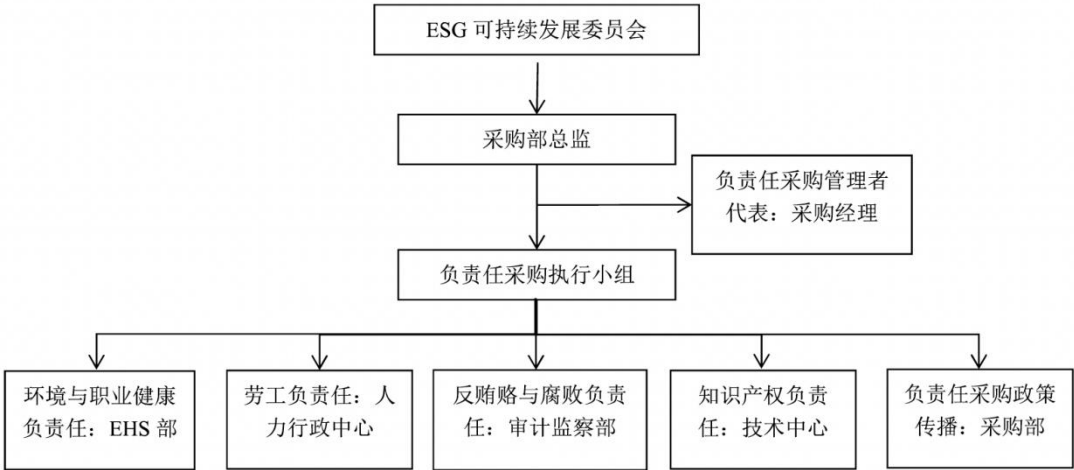 ESG 可持续发展委员会
采购部总监
负责任采购管理者
代表：采购经理
负责任采购执行小组
环境与职业健康
负责任：EHS 部
劳工负责任：人
力行政中心
反贿赂与腐败负责
任：审计监察部
知识产权负责
任：技术中心
负责任采购政策
传播：采购部